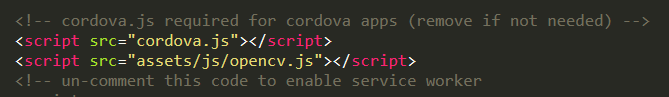 <!-- cordova.js required for cordova apps (remove if not needed) -->
<script src="cordova.js"></script>
<script src="assets/js/opencv.js"></script>
<!-- un-comment this code to enable service worker